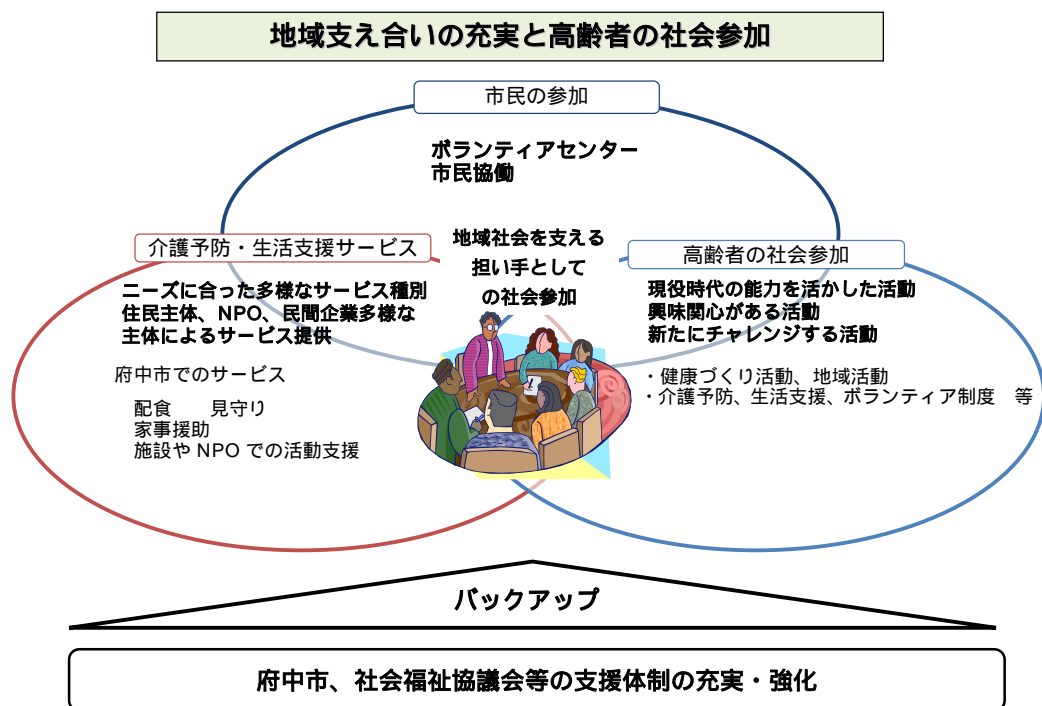 地域支え合いの充実と高齢者の社会参加
市民の参加
ボランティアセンター
市民協働
地域社会を支える
担い手として
の社会参加
介護予防・生活支援サービス
ニーズに合った多様なサービス種別
住民主体、NPO、民間企業多様な
主体によるサービス提供
府中市でのサービス
配食　　見守り
家事援助
施設や NPO での活動支援
高齢者の社会参加
現役時代の能力を活かした活動
興味関心がある活動
新たにチャレンジする活動
・健康づくり活動、地域活動
・介護予防、生活支援、ボランティア制度　等
バックアップ
府中市、社会福祉協議会等の支援体制の充実・強化